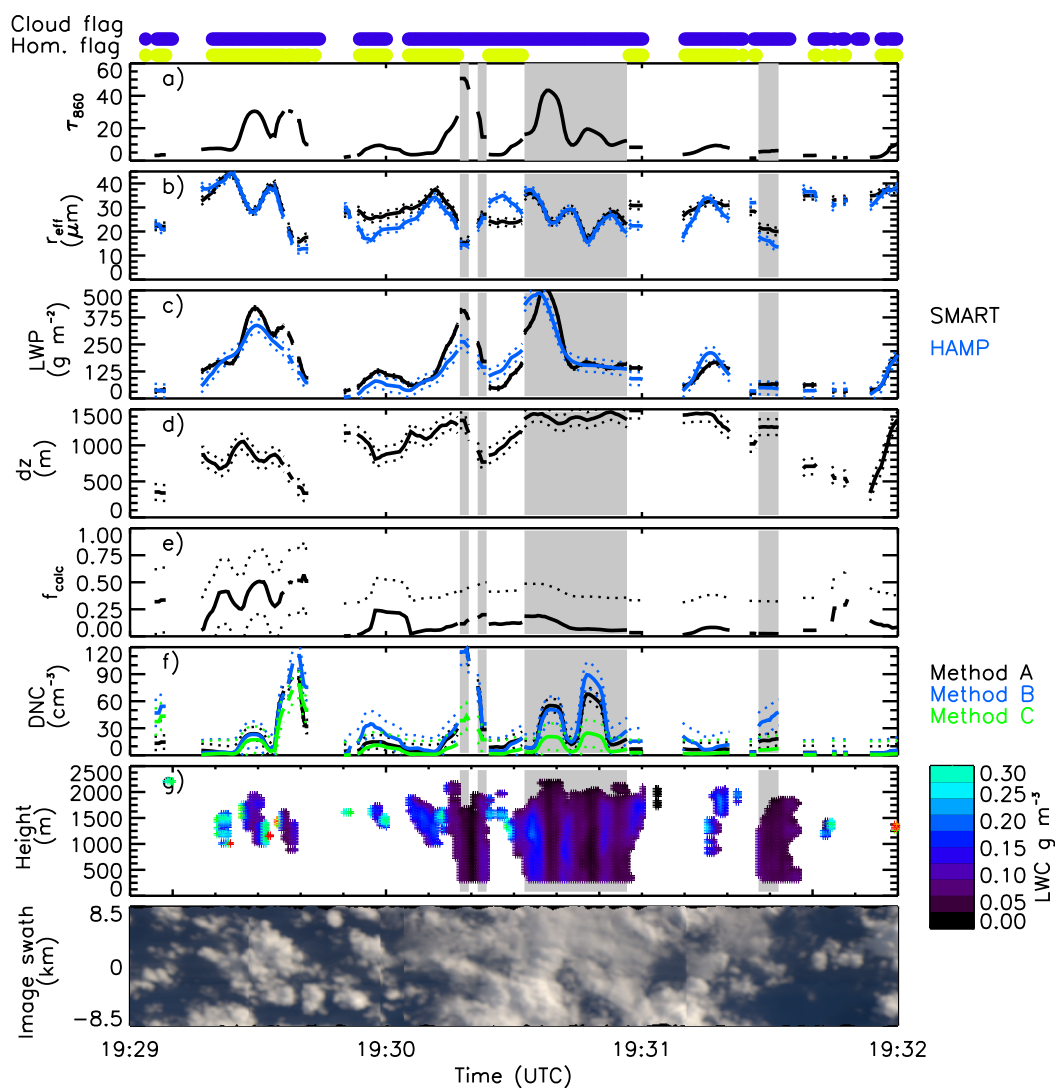 Cloud flag
Hom. flag
60
40
20
0
τ860
a)
40
30
20
10
0
reff
(μm)
b)
500
375
250
125
0
LWP
(g m⁻²)
c)
SMART
HAMP
1500
1000
500
0
dz
(m)
d)
1.00
0.75
0.50
0.25
0.00
fcalc
e)
120
90
60
30
0
DNC
(cm⁻³)
f)
Method A
Method B
Method C
2500
2000
1500
1000
500
0
Height
(m)
g)
0.30
0.25
0.20
0.15
0.10
0.05
0.00
LWC g m⁻³
8.5
0
−8.5
Image swath
(km)
19:29
19:30
19:31
19:32
Time (UTC)